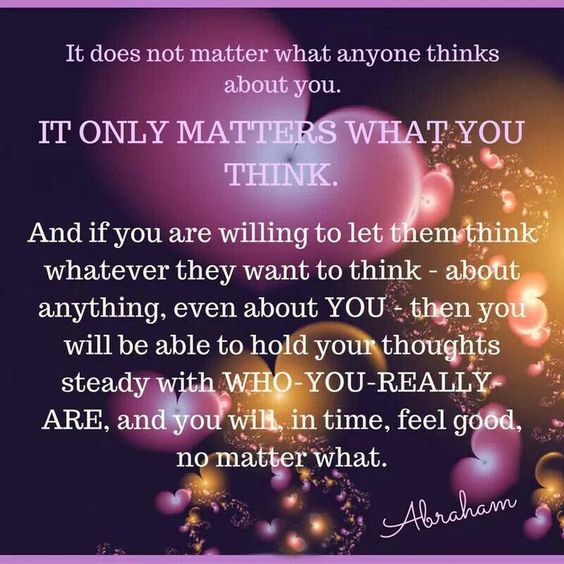 It does not matter what anyone thinks
about you.
IT ONLY MATTERS WHAT YOU
THINK.
And if you are willing to let them think
whatever they want to think - about
anything, even about YOU - then you
will be able to hold your thoughts
steady with WHO-YOU-REALLY-
ARE, and you will, in time, feel good,
no matter what.
Abraham